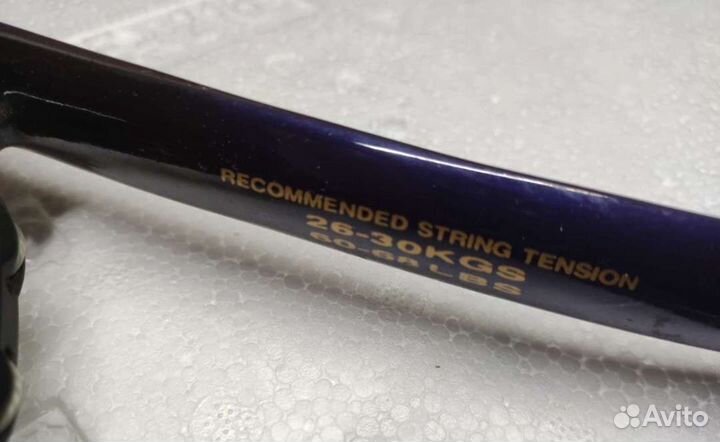 RECOMMENDED STRING TENSION
26-30KGS
60-68 LBS
Avito